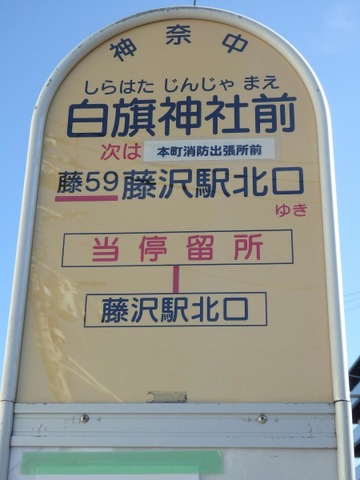 神奈中
しらはた じんじゃ まえ
白旗神社前
次は 本町消防出張所前
藤59藤沢駅北口
ゆき
当停留所
藤沢駅北口